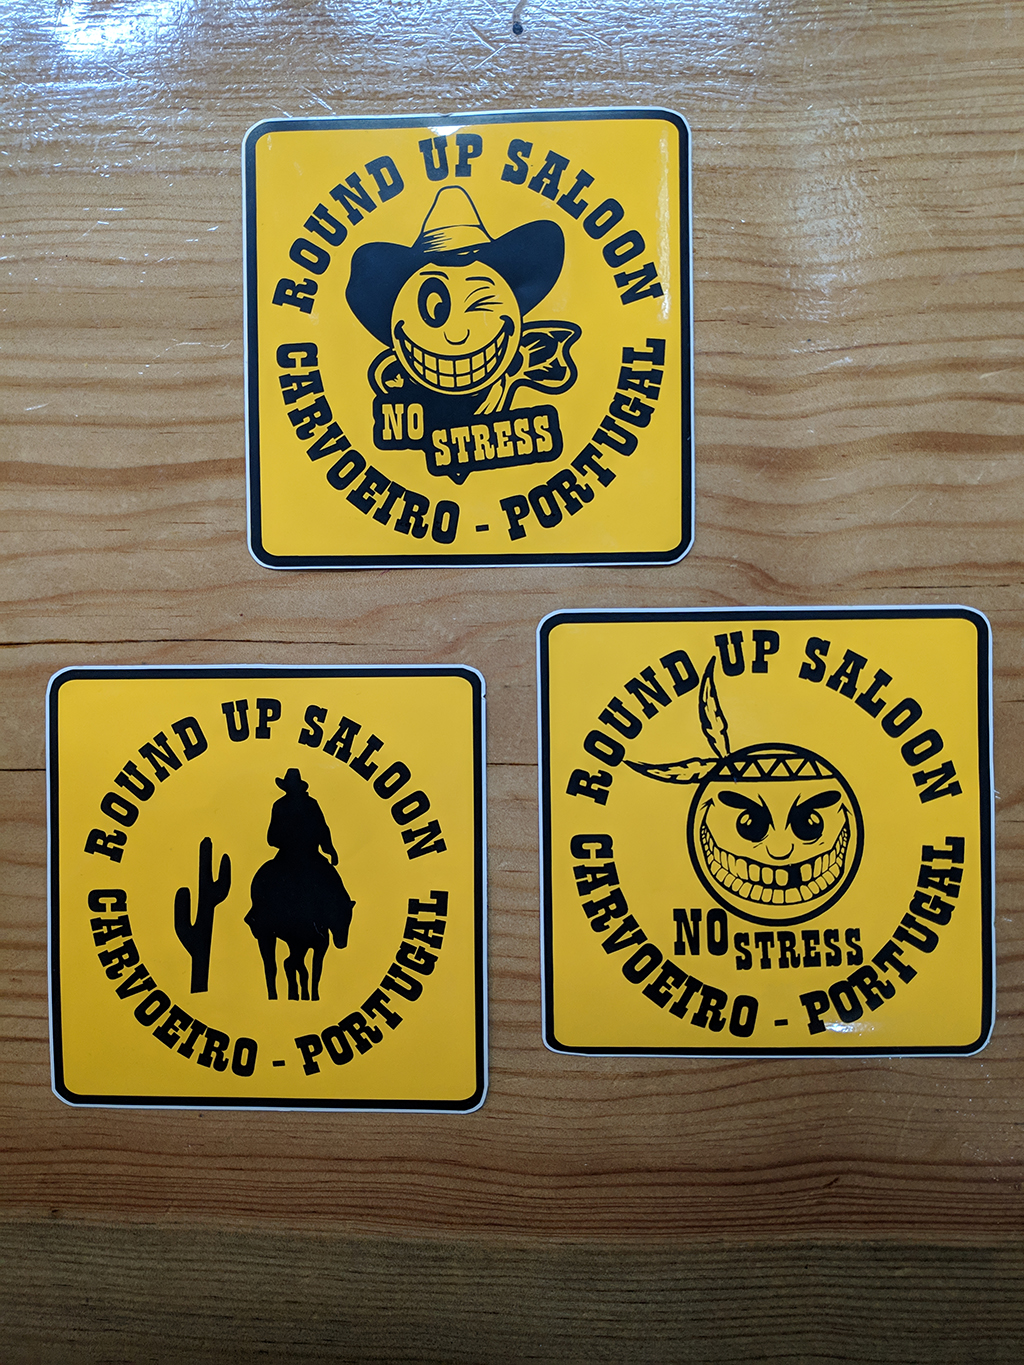 ROUND UP SALOON
NO
STRESS
CARVOEIRO - PORTUGAL
ROUND UP SALOON
CARVOEIRO - PORTUGAL
ROUND UP SALOON
NO STRESS
CARVOEIRO - PORTUGAL